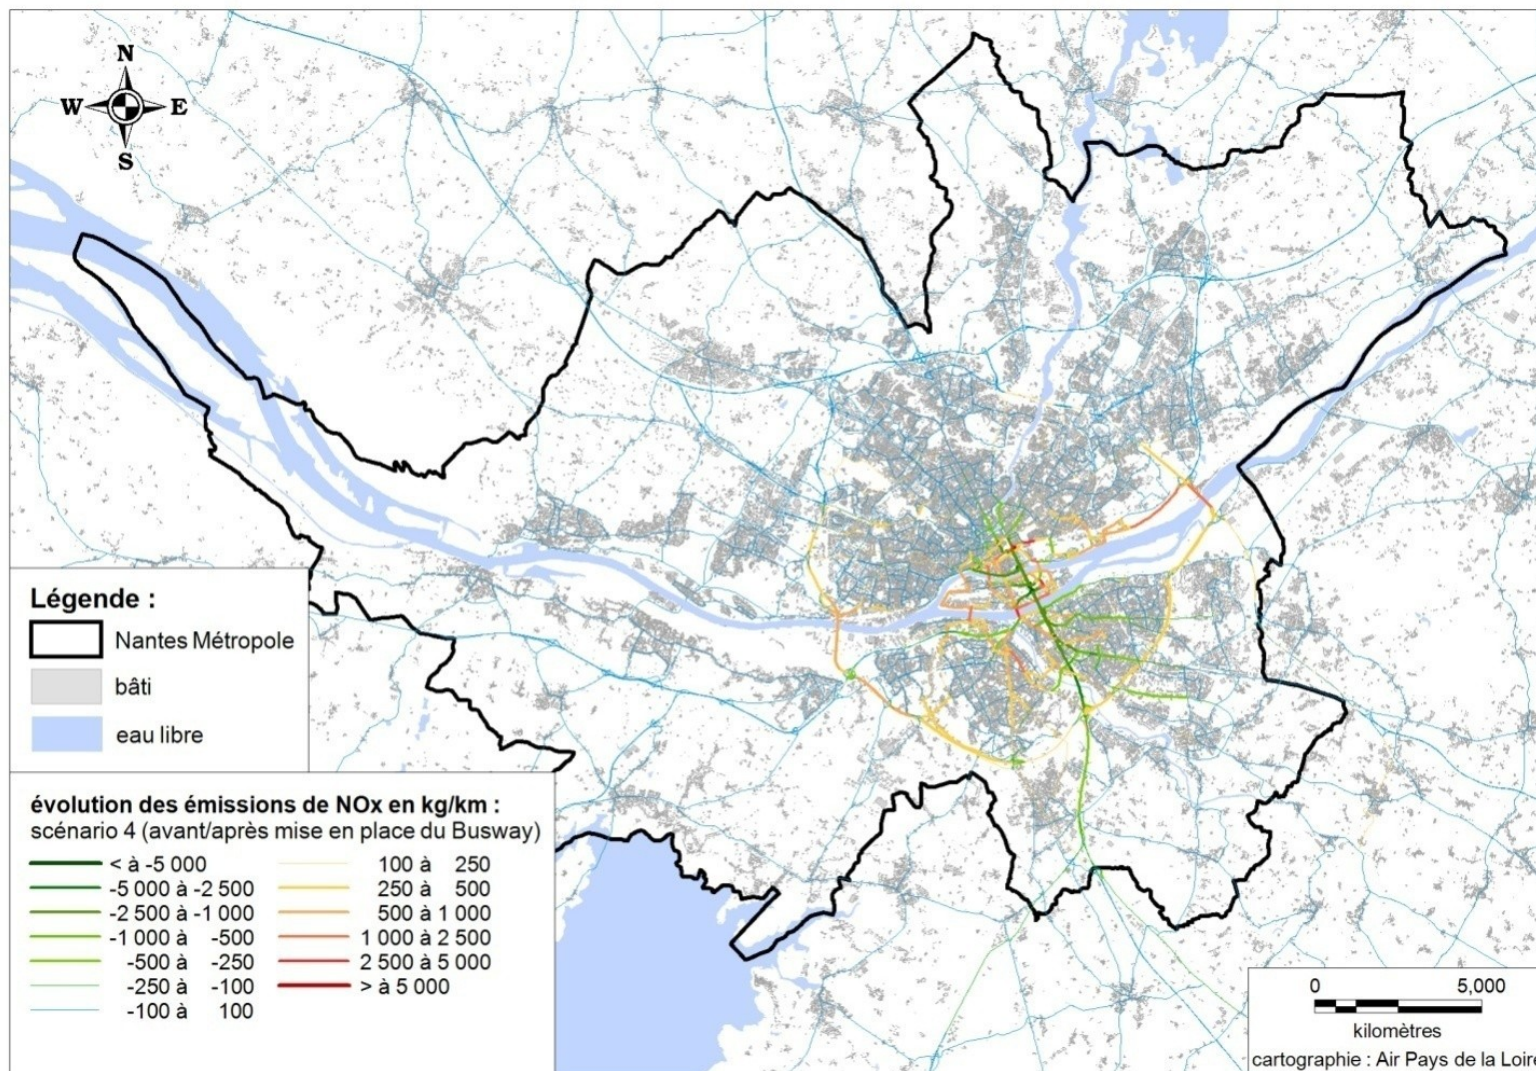 N
W E
S
Légende :
Nantes Métropole
bâti
eau libre
évolution des émissions de NOx en kg/km :
scénario 4 (avant/après mise en place du Busway)
< à -5 000
-5 000 à -2 500
-2 500 à -1 000
-1 000 à -500
-500 à -250
-250 à -100
-100 à 100
100 à 250
250 à 500
500 à 1 000
1 000 à 2 500
2 500 à 5 000
> à 5 000
0 5,000
kilomètres
cartographie : Air Pays de la Loire